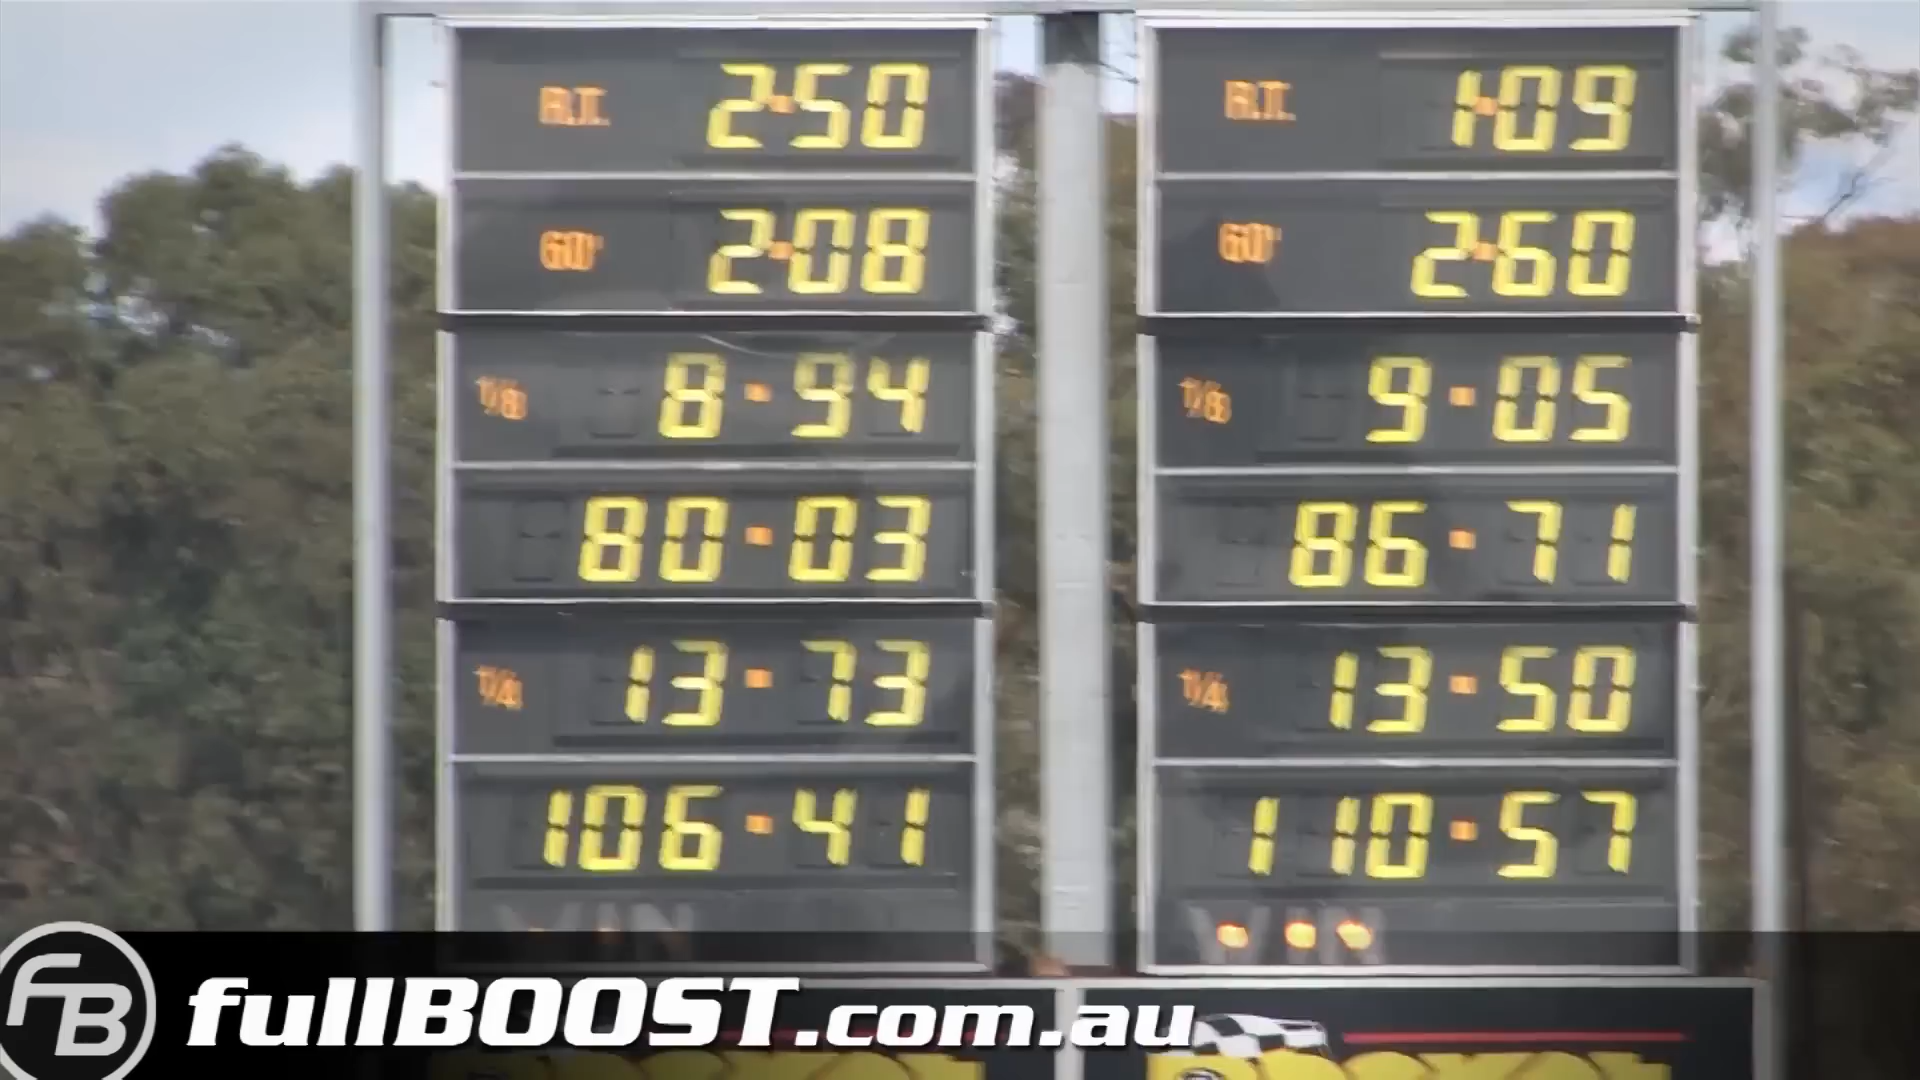 R.T. 2.50
60' 2.08
1/8 8.94
80.03
1/4 13.73
106.41
WIN
R.T. 1.09
60' 2.60
1/8 9.05
86.71
1/4 13.50
110.57
WIN
FB fullBOOST.com.au